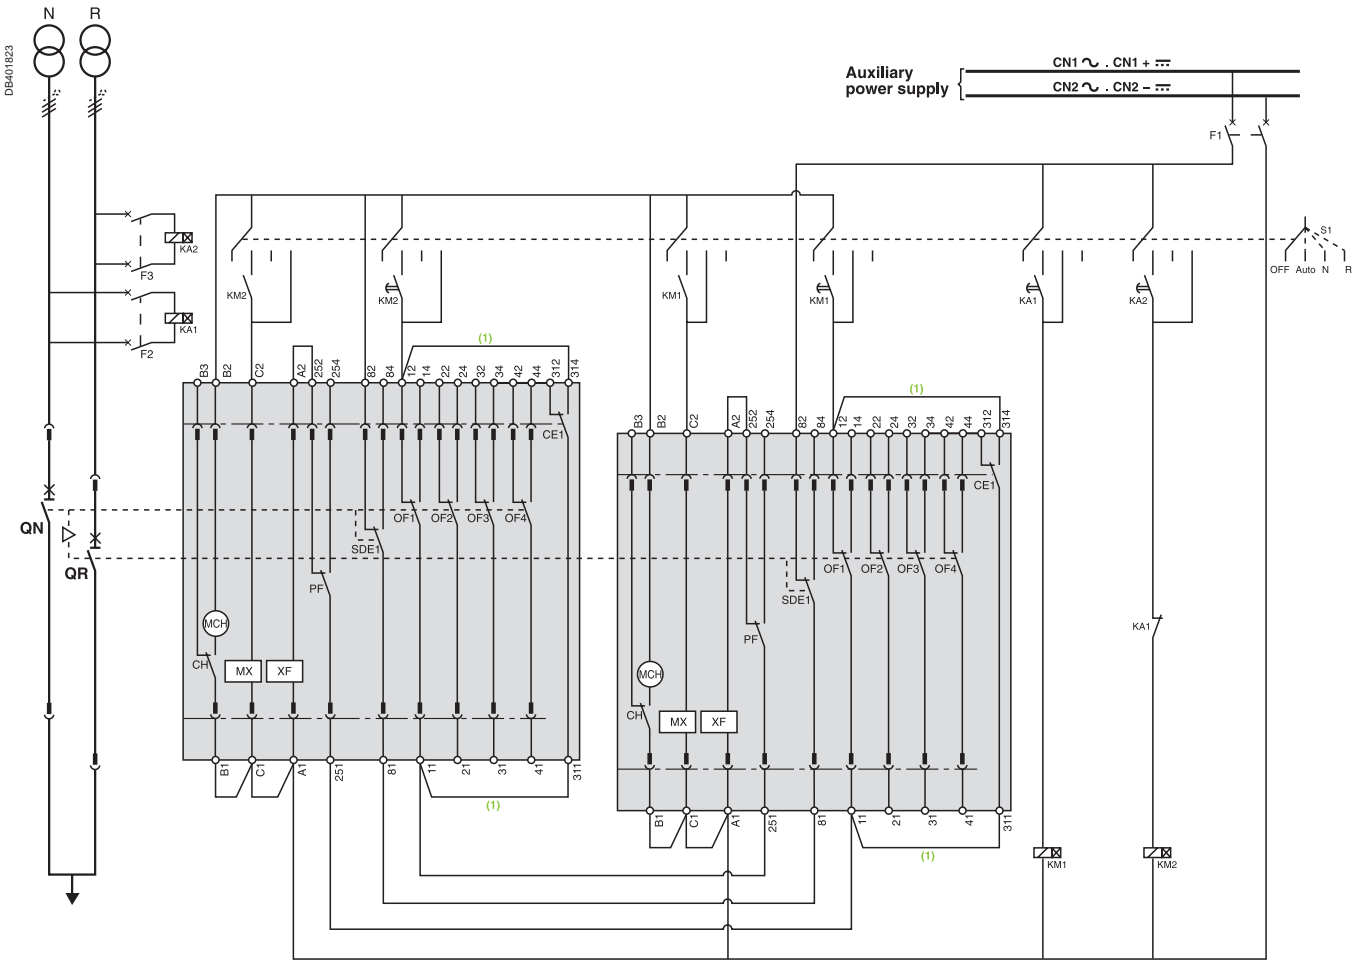 N R
DB401823
Auxiliary
power supply
CN1 ∿ . CN1 + ⎓
CN2 ∿ . CN2 – ⎓
F1
S1
OFF Auto N R
KA2
F3
KA1
F2
KM2
KM2
KM1
KM1
KA1
KA2
(1)
B3 B2 C2 A2 252 254 82 84 12 14 22 24 32 34 42 44 312 314
CE1
(1)
B3 B2 C2 A2 252 254 82 84 12 14 22 24 32 34 42 44 312 314
CE1
QN
QR
OF1 OF2 OF3 OF4
SDE1
PF
MCH
CH
MX XF
B1 C1 A1 251 81 11 21 31 41 311
(1)
OF1 OF2 OF3 OF4
SDE1
PF
MCH
CH
MX XF
B1 C1 A1 251 81 11 21 31 41 311
(1)
KA1
KM1
KM2